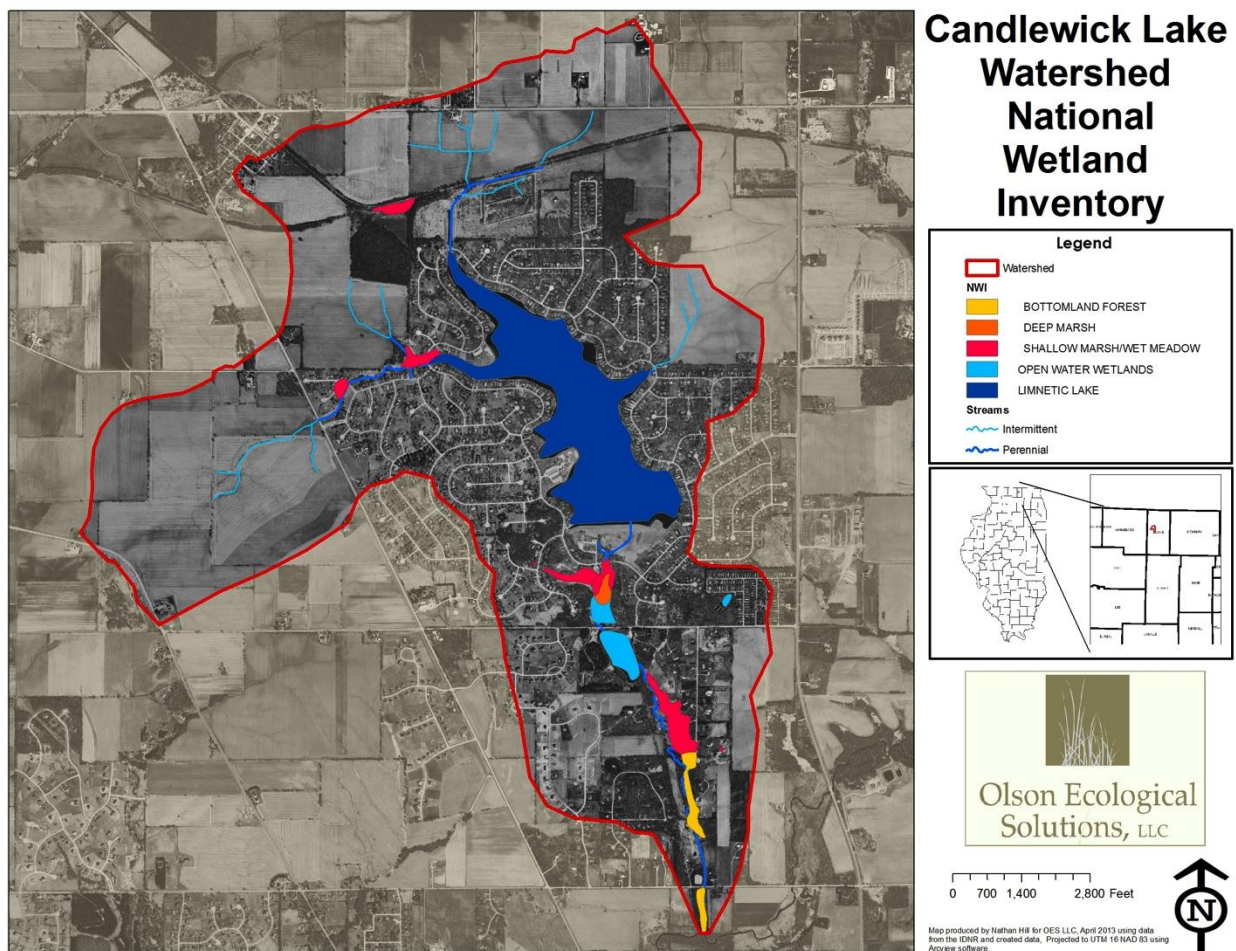 Candlewick Lake
Watershed
National
Wetland
Inventory
Legend
Watershed
NWI
BOTTOMLAND FOREST
DEEP MARSH
SHALLOW MARSH/WET MEADOW
OPEN WATER WETLANDS
LIMNETIC LAKE
Streams
Intermittent
Perennial
Olson Ecological
Solutions, LLC
0 700 1,400 2,800 Feet
N
Map produced by Nathan Hill for OES LLC, April 2013 using data
from the IDNR and created data, Projected to UTM 16 NAD 83 using
Arcview software.